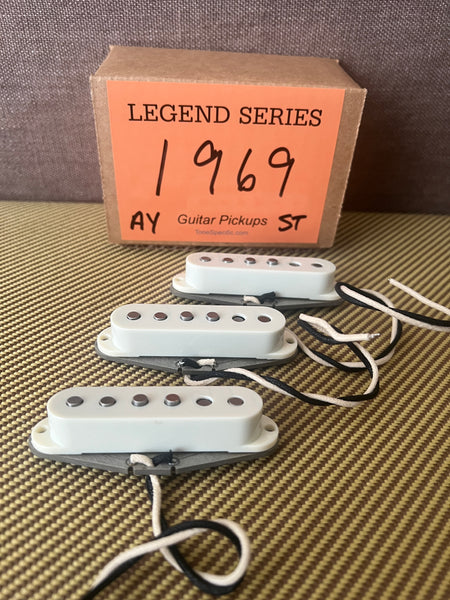 LEGEND SERIES
1969
AY Guitar Pickups ST
ToneSpecific.com